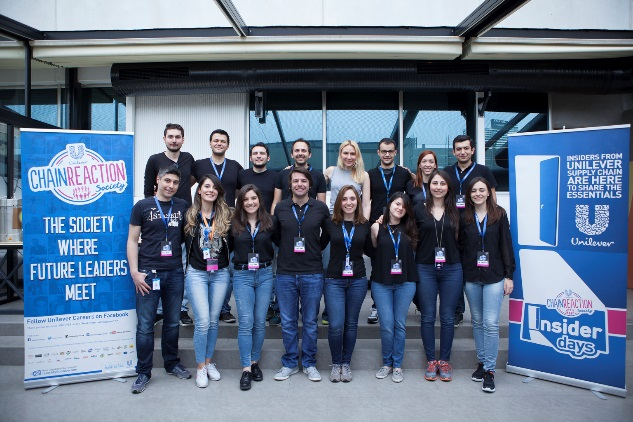 Unilever
CHAINREACTION
Society
THE SOCIETY
WHERE
FUTURE LEADERS
MEET
Follow Unilever Careers on Facebook
INSIDERS FROM
UNILEVER
SUPPLY CHAIN
ARE HERE
TO SHARE THE
ESSENTIALS
Unilever
CHAINREACTION
Society
Insider
days